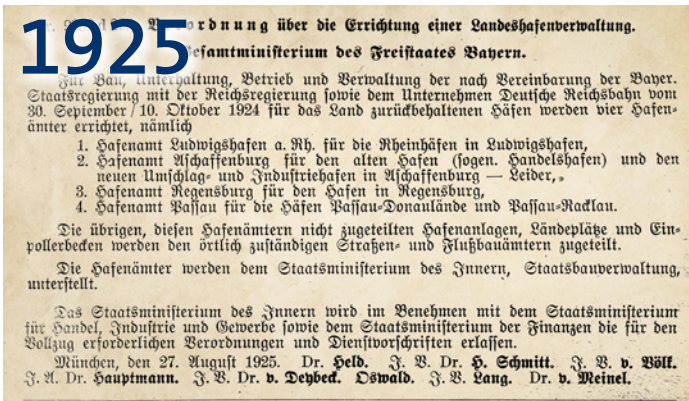 1925
ordnung über die Errichtung einer Landeshafenverwaltung.
Gesamtministerium des Freistaates Bayern.
Für Bau, Unterhaltung, Betrieb und Verwaltung der nach Vereinbarung der Bayer.
Staatsregierung mit der Reichsregierung sowie dem Unternehmen Deutsche Reichsbahn vom
30. September / 10. Oktober 1924 für das Land zurückbehaltenen Häfen werden vier Hafen-
ämter errichtet, nämlich
1. Hafenamt Ludwigshafen a. Rh. für die Rheinhäfen in Ludwigshafen,
2. Hafenamt Aschaffenburg für den alten Hafen (sogen. Handelshafen) und den
neuen Umschlag- und Industriehafen in Aschaffenburg — Leider,
3. Hafenamt Regensburg für den Hafen in Regensburg,
4. Hafenamt Passau für die Häfen Passau-Donaulände und Passau-Racklau.
Die übrigen, diesen Hafenämtern nicht zugeteilten Hafenanlagen, Ländeplätze und Ein-
pollerbecken werden den örtlich zuständigen Straßen- und Flußbauämtern zugeteilt.
Die Hafenämter werden dem Staatsministerium des Innern, Staatsbauverwaltung,
unterstellt.
Das Staatsministerium des Innern wird im Benehmen mit dem Staatsministerium
für Handel, Industrie und Gewerbe sowie dem Staatsministerium der Finanzen die für den
Vollzug erforderlichen Verordnungen und Dienstvorschriften erlassen.
München, den 27. August 1925. Dr. Held. J. V. Dr. H. Schmitt. J. V. v. Völk.
J. A. Dr. Hauptmann. J. V. Dr. v. Deybeck. Oswald. J. V. Lang. Dr. v. Meinel.